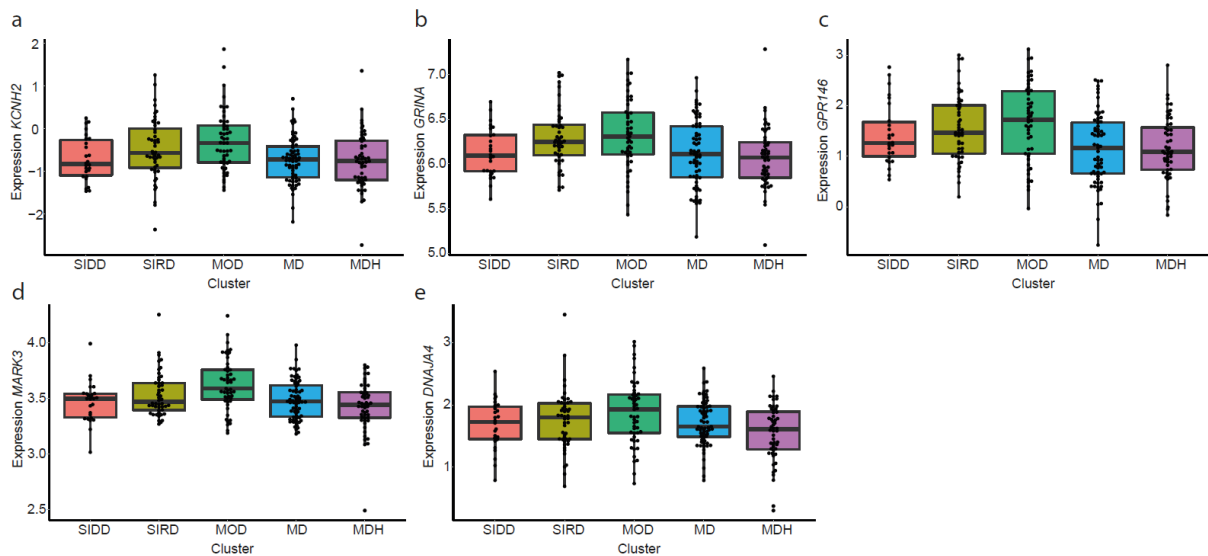 a
Expression KCNH2
2
1
0
−1
−2
SIDD SIRD MOD MD MDH
Cluster
b
Expression GRINA
7.0
6.5
6.0
5.5
5.0
SIDD SIRD MOD MD MDH
Cluster
c
Expression GPR146
3
2
1
0
SIDD SIRD MOD MD MDH
Cluster
d
Expression MARK3
4.0
3.5
3.0
2.5
SIDD SIRD MOD MD MDH
Cluster
e
Expression DNAJA4
3
2
1
SIDD SIRD MOD MD MDH
Cluster